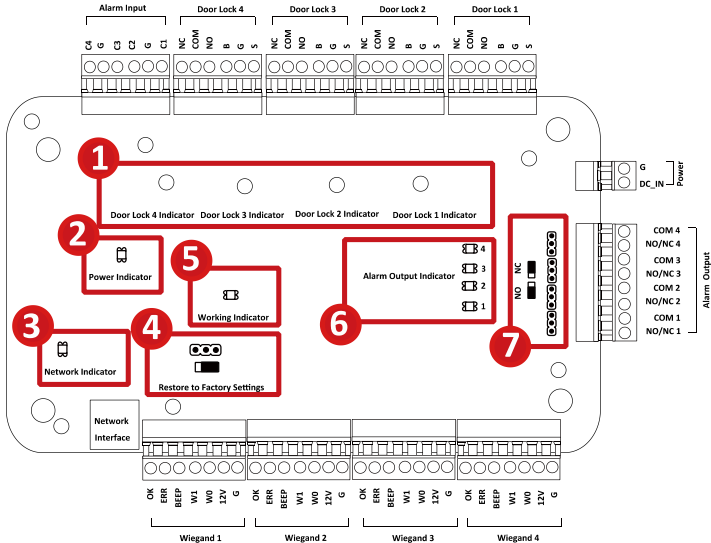 Alarm Input
Door Lock 4
Door Lock 3
Door Lock 2
Door Lock 1
C4 G C3 C2 G C1
NC COM NO B G S
NC COM NO B G S
NC COM NO B G S
NC COM NO B G S
1
Door Lock 4 Indicator
Door Lock 3 Indicator
Door Lock 2 Indicator
Door Lock 1 Indicator
G
DC_IN
Power
2
Power Indicator
5
Working Indicator
6
Alarm Output Indicator
4
3
2
1
7
NC
NO
COM 4
NO/NC 4
COM 3
NO/NC 3
COM 2
NO/NC 2
COM 1
NO/NC 1
Alarm Output
3
Network Indicator
4
Restore to Factory Settings
Network
Interface
OK ERR BEEP W1 W0 12V G
OK ERR BEEP W1 W0 12V G
OK ERR BEEP W1 W0 12V G
OK ERR BEEP W1 W0 12V G
Wiegand 1
Wiegand 2
Wiegand 3
Wiegand 4